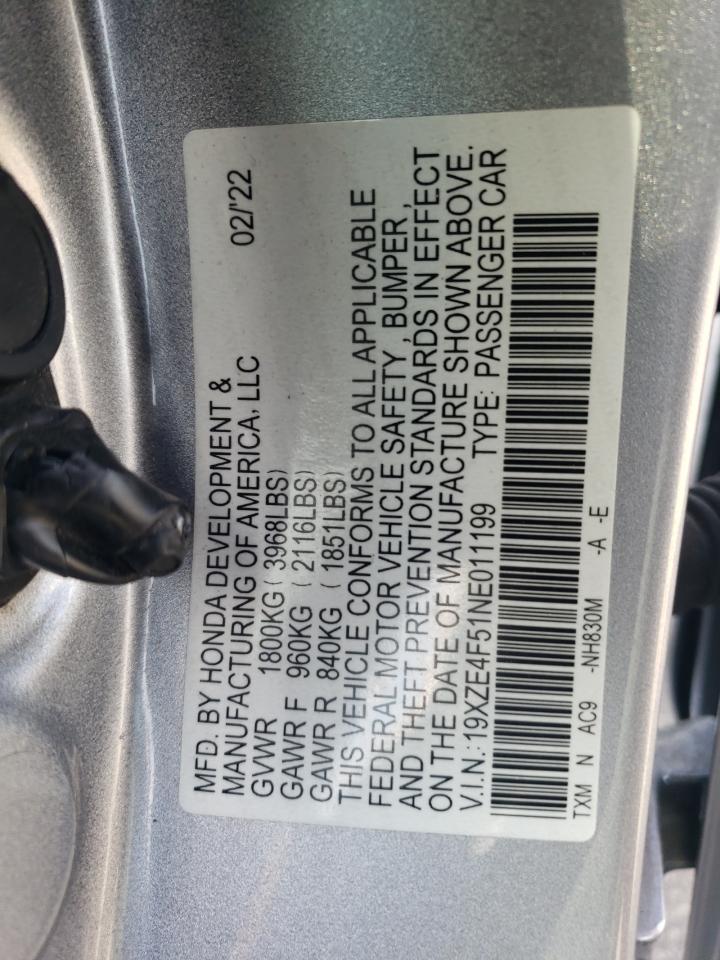 MFD. BY HONDA DEVELOPMENT & 02/'22
MANUFACTURING OF AMERICA, LLC
GVWR 1800KG ( 3968LBS)
GAWR F 960KG ( 2116LBS)
GAWR R 840KG ( 1851LBS)
THIS VEHICLE CONFORMS TO ALL APPLICABLE
FEDERAL MOTOR VEHICLE SAFETY , BUMPER ,
AND THEFT PREVENTION STANDARDS IN EFFECT
ON THE DATE OF MANUFACTURE SHOWN ABOVE.
V.I.N.:19XZE4F51NE011199 TYPE: PASSENGER CAR
TXM N AC9 -NH830M -A -E